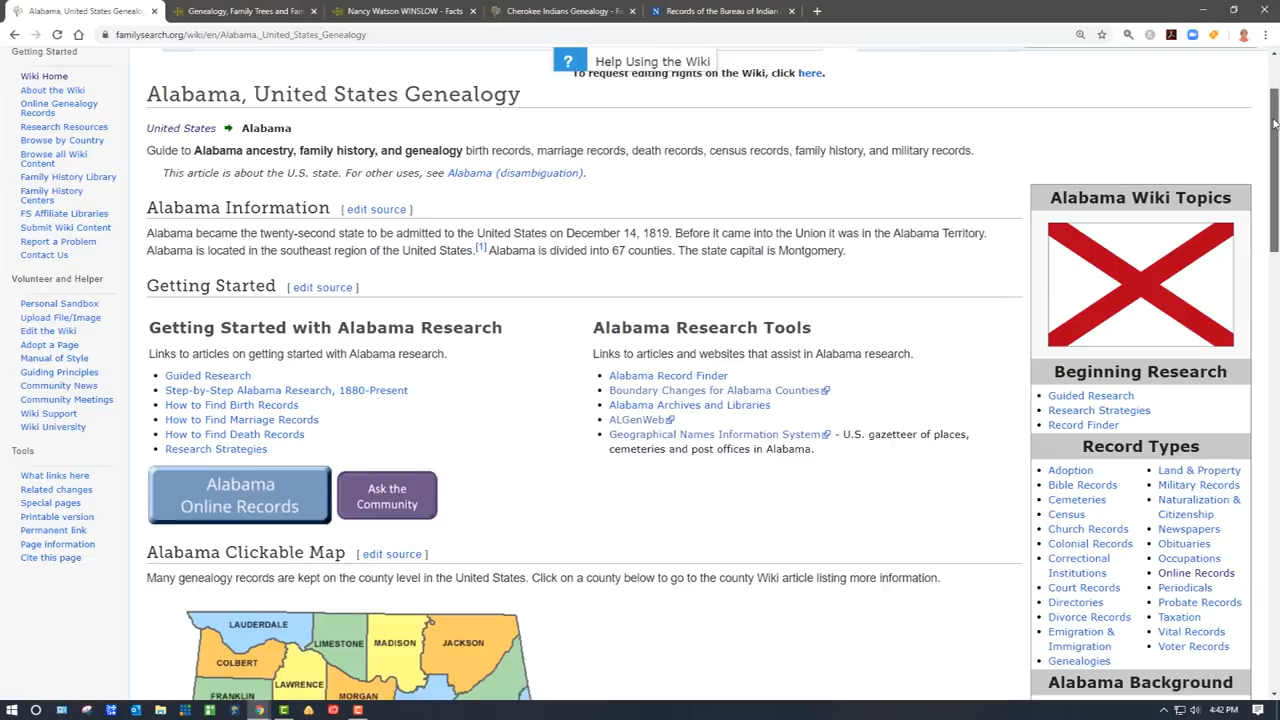 Alabama, United States Genealog
Genealogy, Family Trees and Fam
Nancy Watson WINSLOW - Facts
Cherokee Indians Genealogy - F
Records of the Bureau of Indian
familysearch.org/wiki/en/Alabama,_United_States_Genealogy
Getting Started
Wiki Home
About the Wiki
Online Genealogy
Records
Research Resources
Browse by Country
Browse all Wiki
Content
Family History Library
Family History
Centers
FS Affiliate Libraries
Submit Wiki Content
Report a Problem
Contact Us
Volunteer and Helper
Personal Sandbox
Upload File/Image
Edit the Wiki
Adopt a Page
Manual of Style
Guiding Principles
Community News
Community Meetings
Wiki Support
Wiki University
Tools
What links here
Related changes
Special pages
Printable version
Permanent link
Page information
Cite this page
? Help Using the Wiki
To request editing rights on the Wiki, click here.
Alabama, United States Genealogy
United States Alabama
Guide to Alabama ancestry, family history, and genealogy birth records, marriage records, death records, census records, family history, and military records.
This article is about the U.S. state. For other uses, see Alabama (disambiguation).
Alabama Information [ edit source ]
Alabama became the twenty-second state to be admitted to the United States on December 14, 1819. Before it came into the Union it was in the Alabama Territory.
Alabama is located in the southeast region of the United States.[1] Alabama is divided into 67 counties. The state capital is Montgomery.
Getting Started [ edit source ]
Getting Started with Alabama Research
Links to articles on getting started with Alabama research.
• Guided Research
• Step-by-Step Alabama Research, 1880-Present
• How to Find Birth Records
• How to Find Marriage Records
• How to Find Death Records
• Research Strategies
Alabama Research Tools
Links to articles and websites that assist in Alabama research.
• Alabama Record Finder
• Boundary Changes for Alabama Counties
• Alabama Archives and Libraries
• ALGenWeb
• Geographical Names Information System - U.S. gazetteer of places,
cemeteries and post offices in Alabama.
Alabama
Online Records
Ask the
Community
Alabama Clickable Map [ edit source ]
Many genealogy records are kept on the county level in the United States. Click on a county below to go to the county Wiki article listing more information.
LAUDERDALE
LIMESTONE
MADISON
JACKSON
COLBERT
LAWRENCE
FRANKLIN
MORGAN
Alabama Wiki Topics
Beginning Research
• Guided Research
• Research Strategies
• Record Finder
Record Types
• Adoption
• Bible Records
• Cemeteries
• Census
• Church Records
• Colonial Records
• Correctional
Institutions
• Court Records
• Directories
• Divorce Records
• Emigration &
Immigration
• Genealogies
• Land & Property
• Military Records
• Naturalization &
Citizenship
• Newspapers
• Obituaries
• Occupations
• Online Records
• Periodicals
• Probate Records
• Taxation
• Vital Records
• Voter Records
Alabama Background
4:42 PM